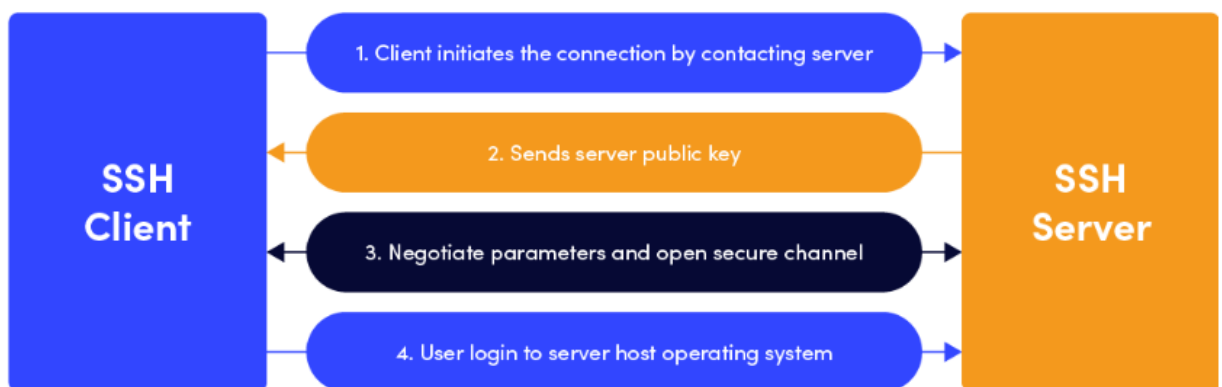 SSH
Client
1. Client initiates the connection by contacting server
2. Sends server public key
3. Negotiate parameters and open secure channel
4. User login to server host operating system
SSH
Server